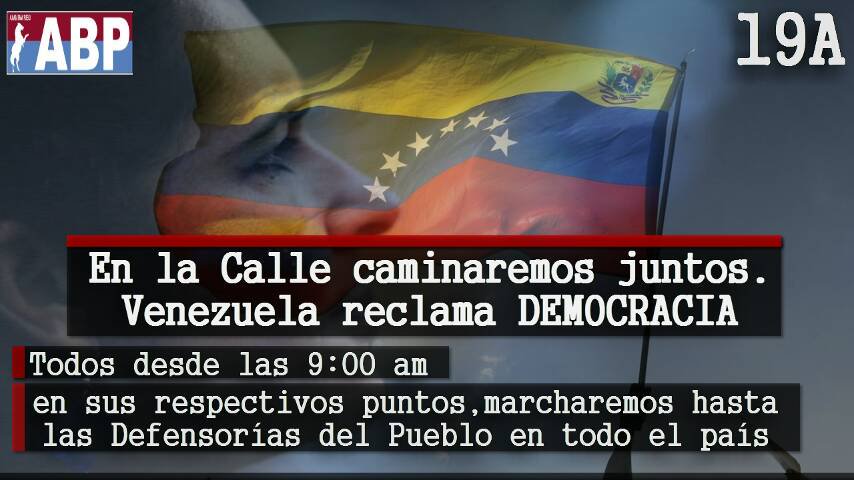 ABP
19A
En la Calle caminaremos juntos.
Venezuela reclama DEMOCRACIA
Todos desde las 9:00 am
en sus respectivos puntos,marcharemos hasta
las Defensorías del Pueblo en todo el país